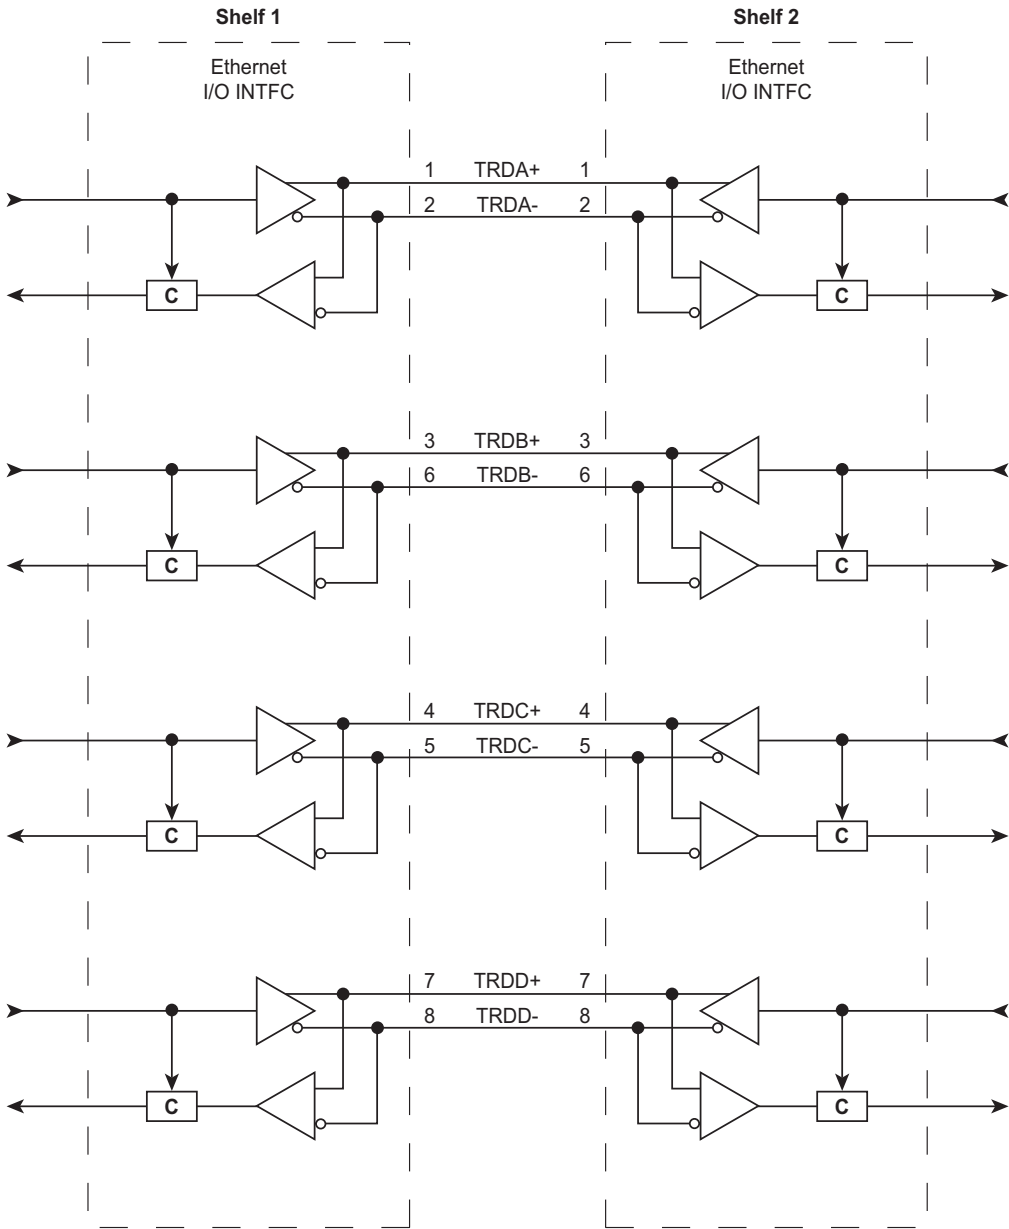 Shelf 1
Shelf 2
Ethernet
I/O INTFC
Ethernet
I/O INTFC
1 TRDA+ 1
2 TRDA- 2
C C
3 TRDB+ 3
6 TRDB- 6
C C
4 TRDC+ 4
5 TRDC- 5
C C
7 TRDD+ 7
8 TRDD- 8
C C